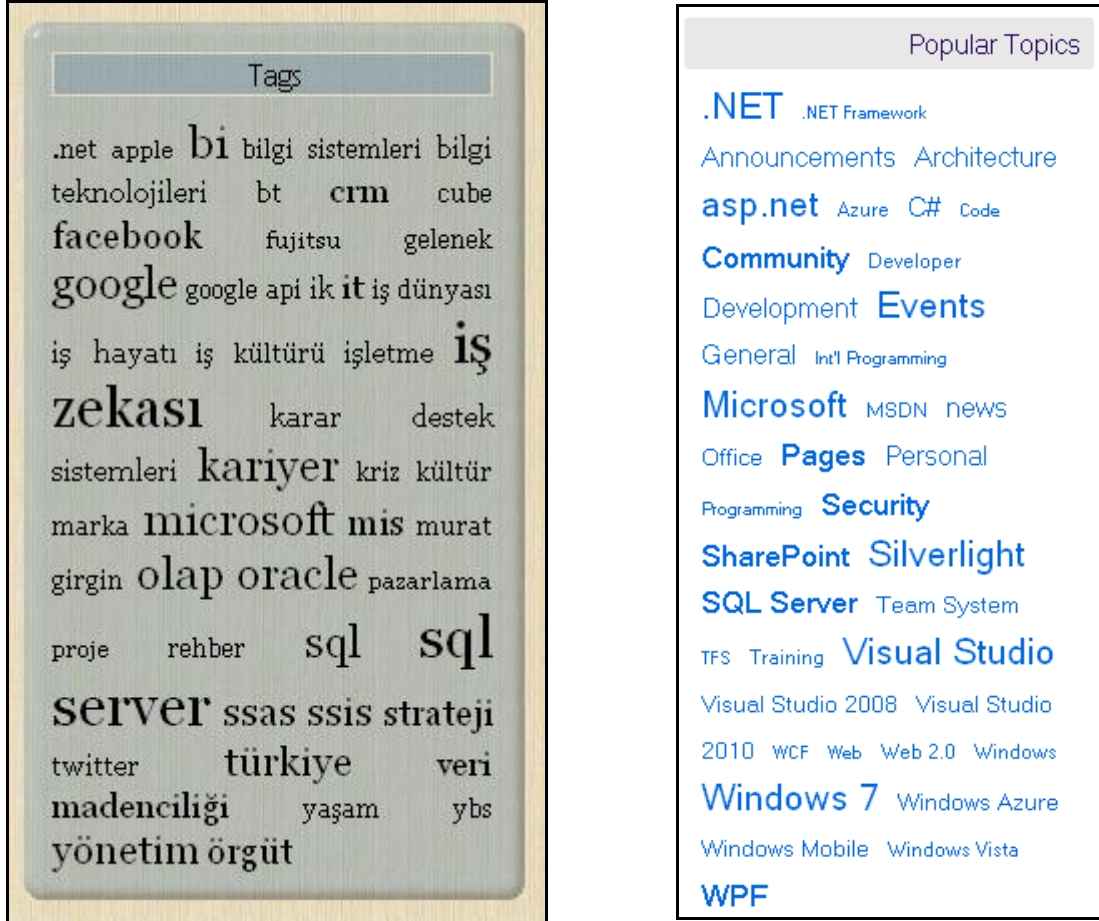 Tags
.net apple bi bilgi sistemleri bilgi
teknolojileri bt crm cube
facebook fujitsu gelenek
google google api ik it iş dünyası
iş hayatı iş kültürü işletme iş
zekası karar destek
sistemleri kariyer kriz kültür
marka microsoft mis murat
girgin olap oracle pazarlama
proje rehber sql sql
server ssas ssis strateji
twitter türkiye veri
madenciliği yaşam ybs
yönetim örgüt
Popular Topics
.NET .NET Framework
Announcements Architecture
asp.net Azure C# Code
Community Developer
Development Events
General Int'l Programming
Microsoft MSDN news
Office Pages Personal
Programming Security
SharePoint Silverlight
SQL Server Team System
TFS Training Visual Studio
Visual Studio 2008 Visual Studio
2010 WCF Web Web 2.0 Windows
Windows 7 Windows Azure
Windows Mobile Windows Vista
WPF